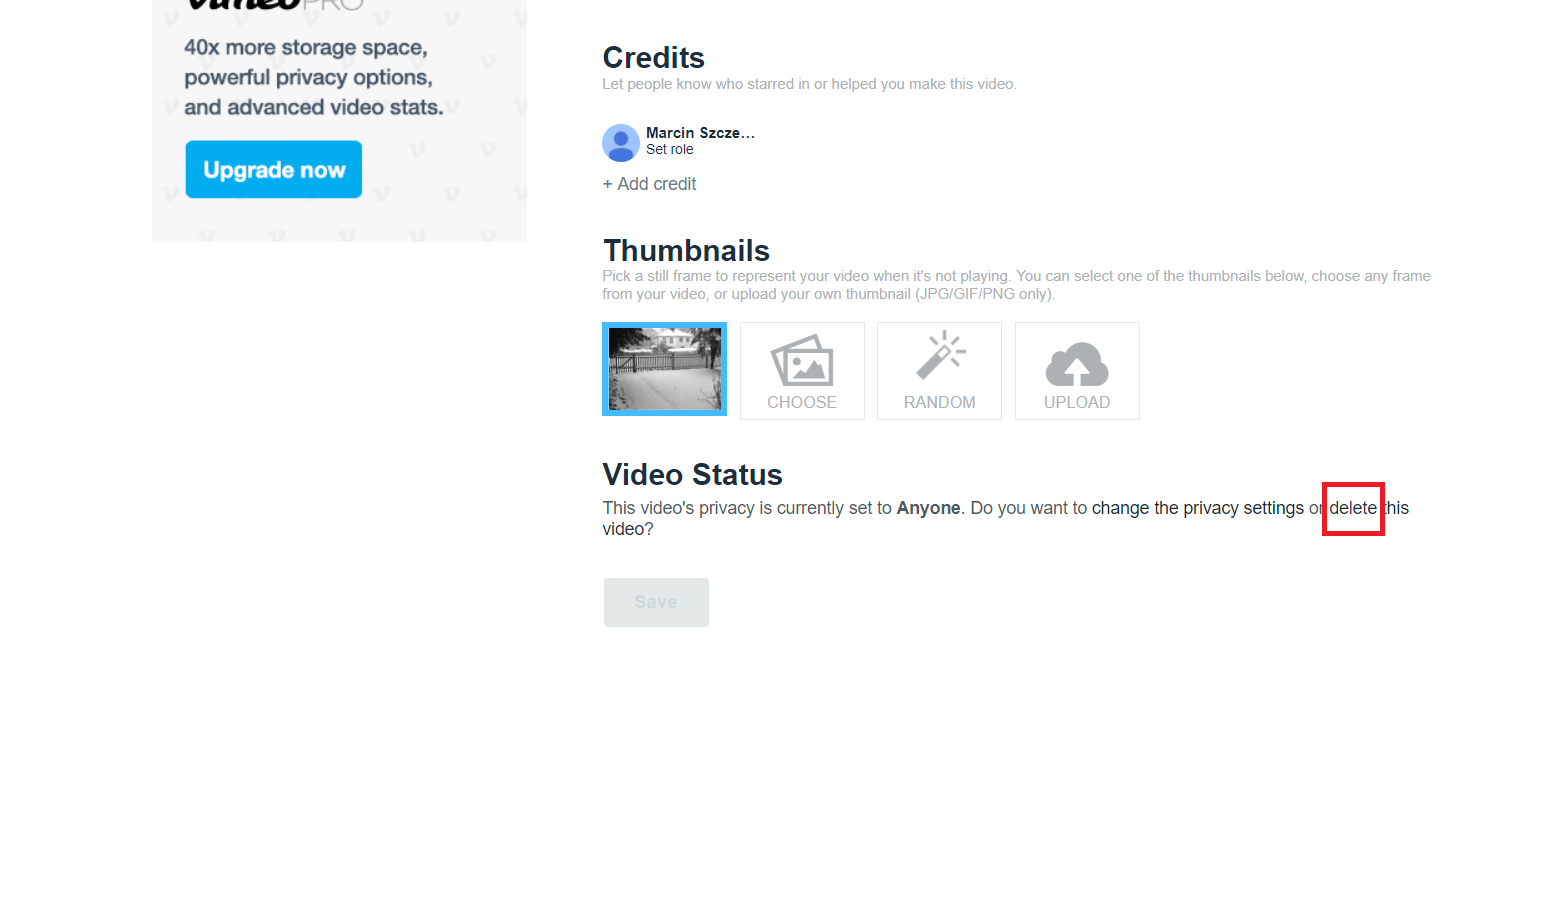 vimeo PRO
40x more storage space,
powerful privacy options,
and advanced video stats.
Upgrade now
Credits
Let people know who starred in or helped you make this video.
Marcin Szcze...
Set role
+ Add credit
Thumbnails
Pick a still frame to represent your video when it's not playing. You can select one of the thumbnails below, choose any frame
from your video, or upload your own thumbnail (JPG/GIF/PNG only).
CHOOSE
RANDOM
UPLOAD
Video Status
This video's privacy is currently set to Anyone. Do you want to change the privacy settings or delete this
video?
Save